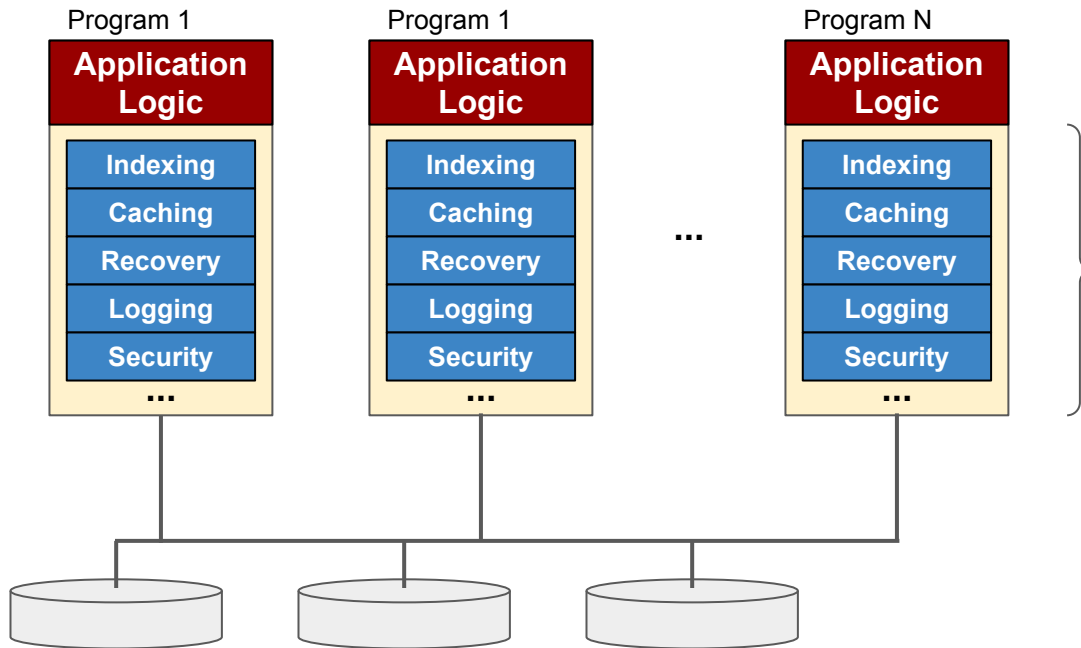 Program 1
Application
Logic
Indexing
Caching
Recovery
Logging
Security
...
Program 1
Application
Logic
Indexing
Caching
Recovery
Logging
Security
...
...
Program N
Application
Logic
Indexing
Caching
Recovery
Logging
Security
...